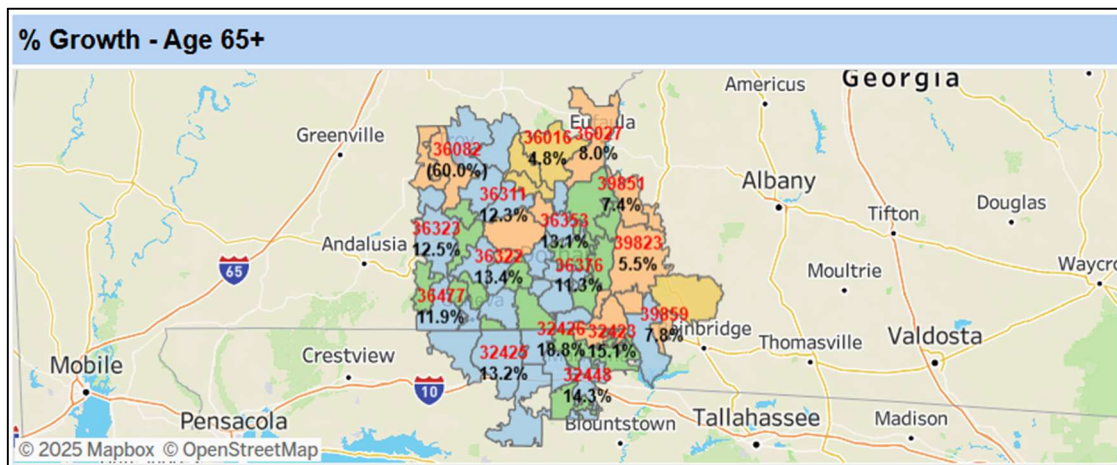 % Growth - Age 65+
Georgia
Americus
Eufaula
Greenville
36016
4.8%
36027
8.0%
36082
(60.0%)
36311
12.3%
39851
7.4%
Albany
Tifton
Douglas
36323
12.5%
36353
13.1%
39823
5.5%
Andalusia
36322
13.4%
36376
11.3%
65
Moultrie
Waycro
36477
11.9%
39859
7.8%
inbridge
Valdosta
Thomasville
32426
18.8%
32423
15.1%
32425
13.2%
32448
14.3%
Mobile
Crestview
10
Pensacola
Blountstown
Tallahassee
Madison
© 2025 Mapbox © OpenStreetMap